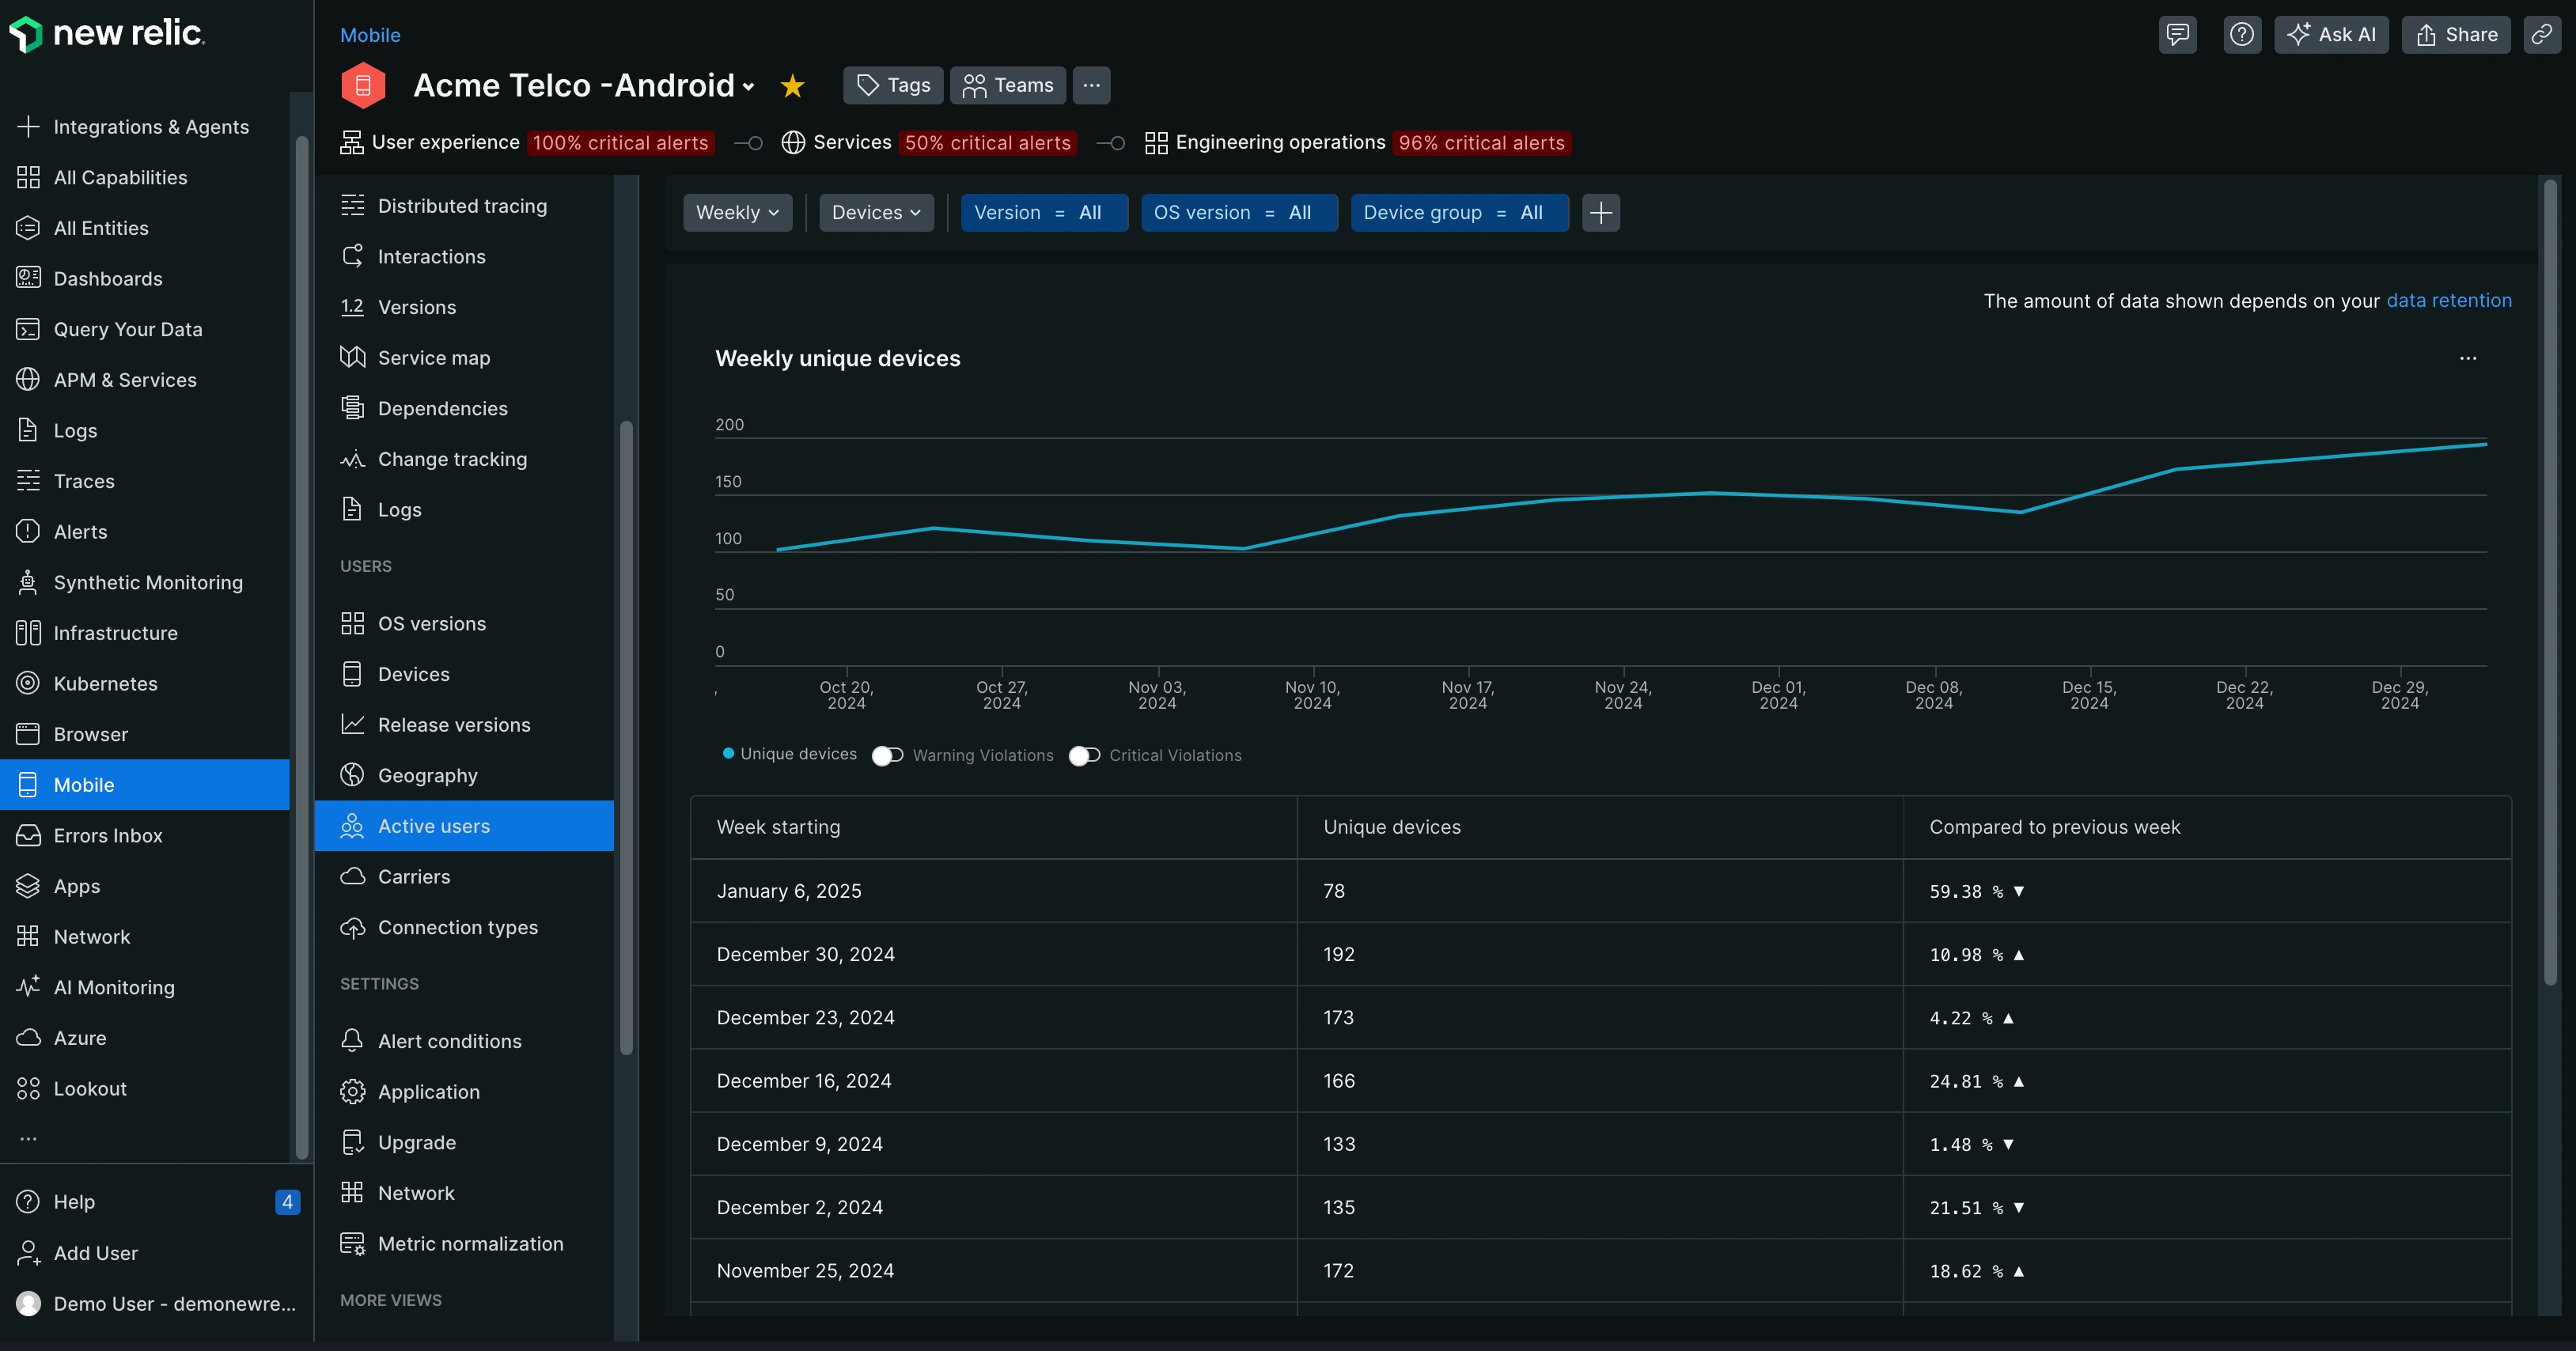 new relic.
Integrations & Agents
All Capabilities
All Entities
Dashboards
Query Your Data
APM & Services
Logs
Traces
Alerts
Synthetic Monitoring
Infrastructure
Kubernetes
Browser
Mobile
Errors Inbox
Apps
Network
AI Monitoring
Azure
Lookout
...
Help 4
Add User
Demo User - demonewre...
Mobile
Ask AI Share
Acme Telco -Android Tags Teams ...
User experience 100% critical alerts Services 50% critical alerts Engineering operations 96% critical alerts
Distributed tracing
Interactions
1.2 Versions
Service map
Dependencies
Change tracking
Logs
USERS
OS versions
Devices
Release versions
Geography
Active users
Carriers
Connection types
SETTINGS
Alert conditions
Application
Upgrade
Network
Metric normalization
MORE VIEWS
Weekly Devices Version = All OS version = All Device group = All
The amount of data shown depends on your data retention
Weekly unique devices ...
200
150
100
50
0
, Oct 20, Oct 27, Nov 03, Nov 10, Nov 17, Nov 24, Dec 01, Dec 08, Dec 15, Dec 22, Dec 29,
2024 2024 2024 2024 2024 2024 2024 2024 2024 2024 2024
Unique devices Warning Violations Critical Violations
Week starting Unique devices Compared to previous week
January 6, 2025 78 59.38 % ▼
December 30, 2024 192 10.98 % ▲
December 23, 2024 173 4.22 % ▲
December 16, 2024 166 24.81 % ▲
December 9, 2024 133 1.48 % ▼
December 2, 2024 135 21.51 % ▼
November 25, 2024 172 18.62 % ▲